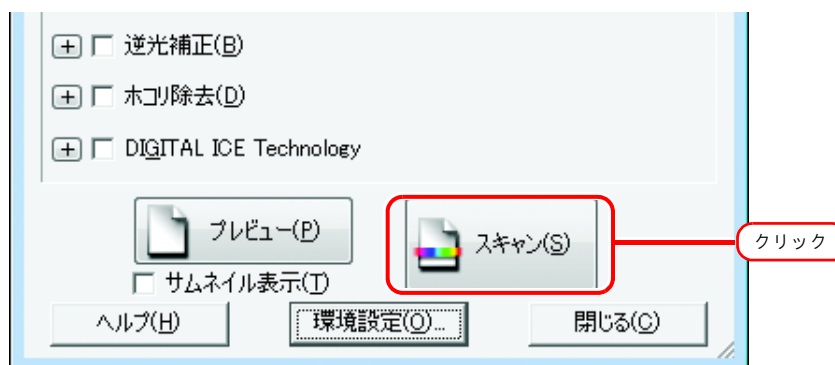 逆光補正(B)
ホコリ除去(D)
DIGITAL ICE Technology
プレビュー(P)
スキャン(S)
クリック
サムネイル表示(T)
ヘルプ(H)
環境設定(O)...
閉じる(C)